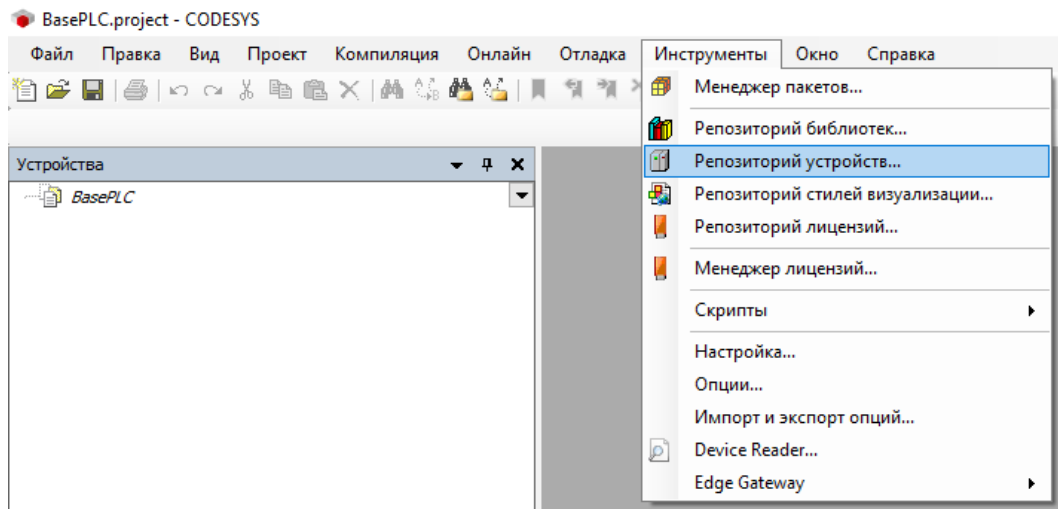 BasePLC.project - CODESYS
Файл Правка Вид Проект Компиляция Онлайн Отладка Инструменты Окно Справка
Менеджер пакетов...
Репозиторий библиотек...
Устройства
Репозиторий устройств...
BasePLC
Репозиторий стилей визуализации...
Репозиторий лицензий...
Менеджер лицензий...
Скрипты
Настройка...
Опции...
Импорт и экспорт опций...
Device Reader...
Edge Gateway